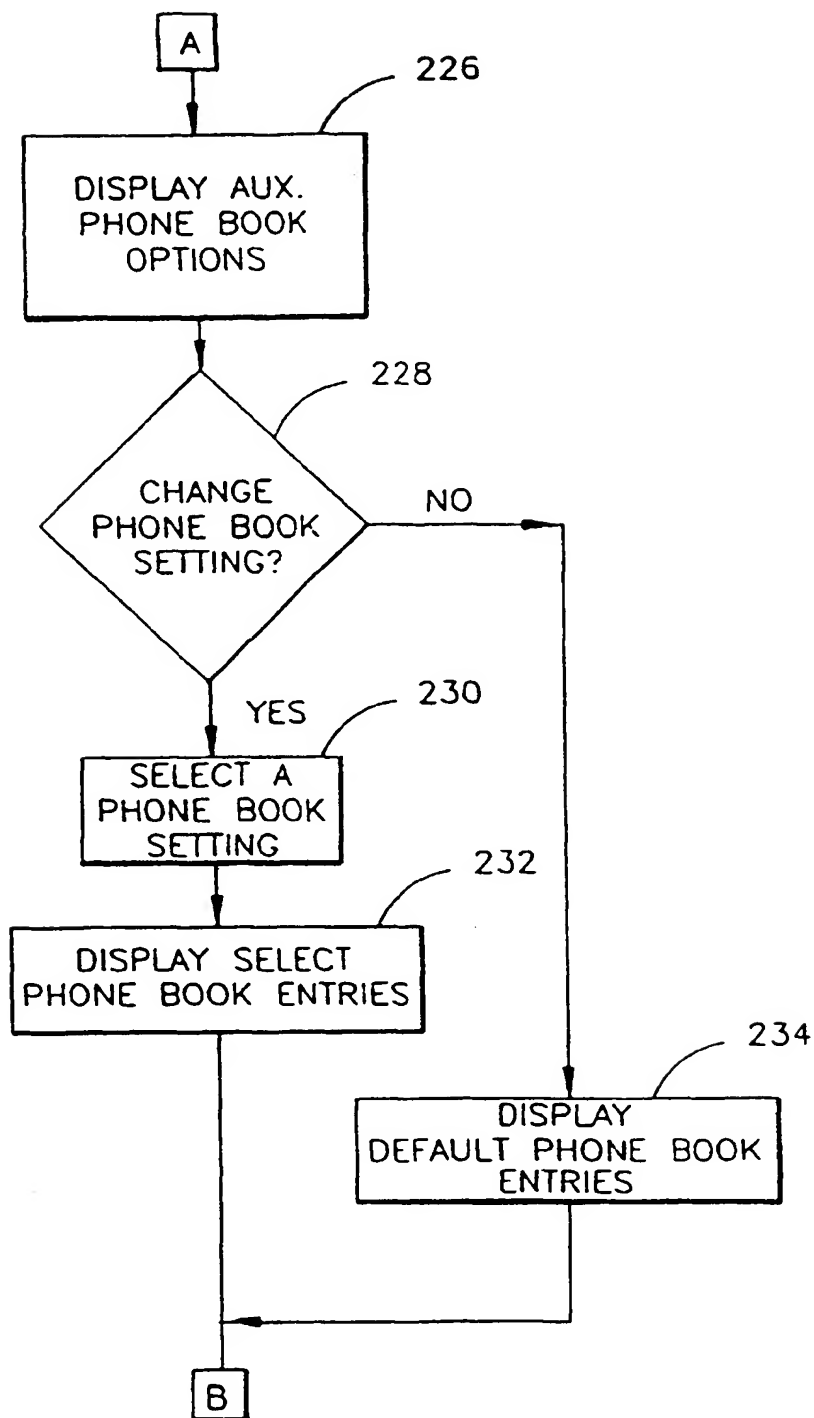 A
226
DISPLAY AUX.
PHONE BOOK
OPTIONS
228
CHANGE
PHONE BOOK
SETTING?
NO
YES
230
SELECT A
PHONE BOOK
SETTING
232
DISPLAY SELECT
PHONE BOOK ENTRIES
234
DISPLAY
DEFAULT PHONE BOOK
ENTRIES
B